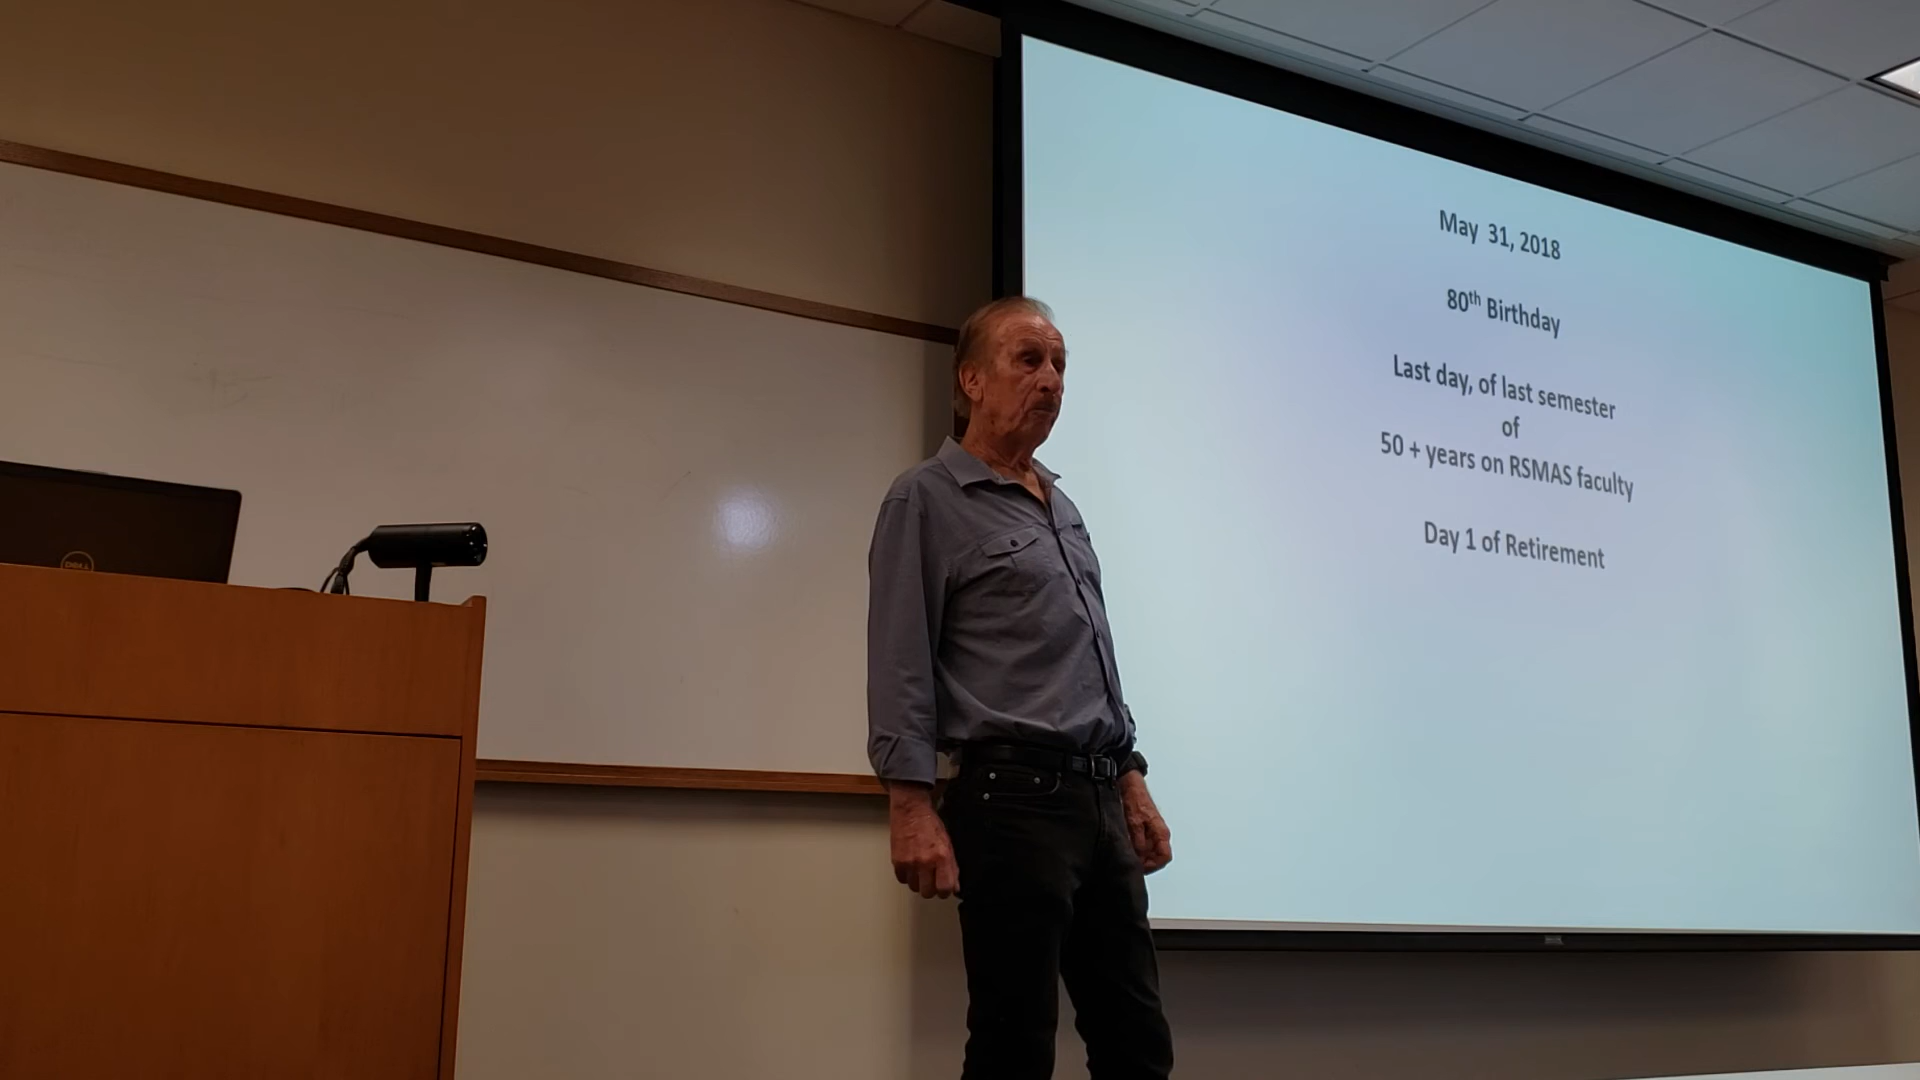 May 31, 2018
80th Birthday
Last day, of last semester
of
50 + years on RSMAS faculty
Day 1 of Retirement
DELL